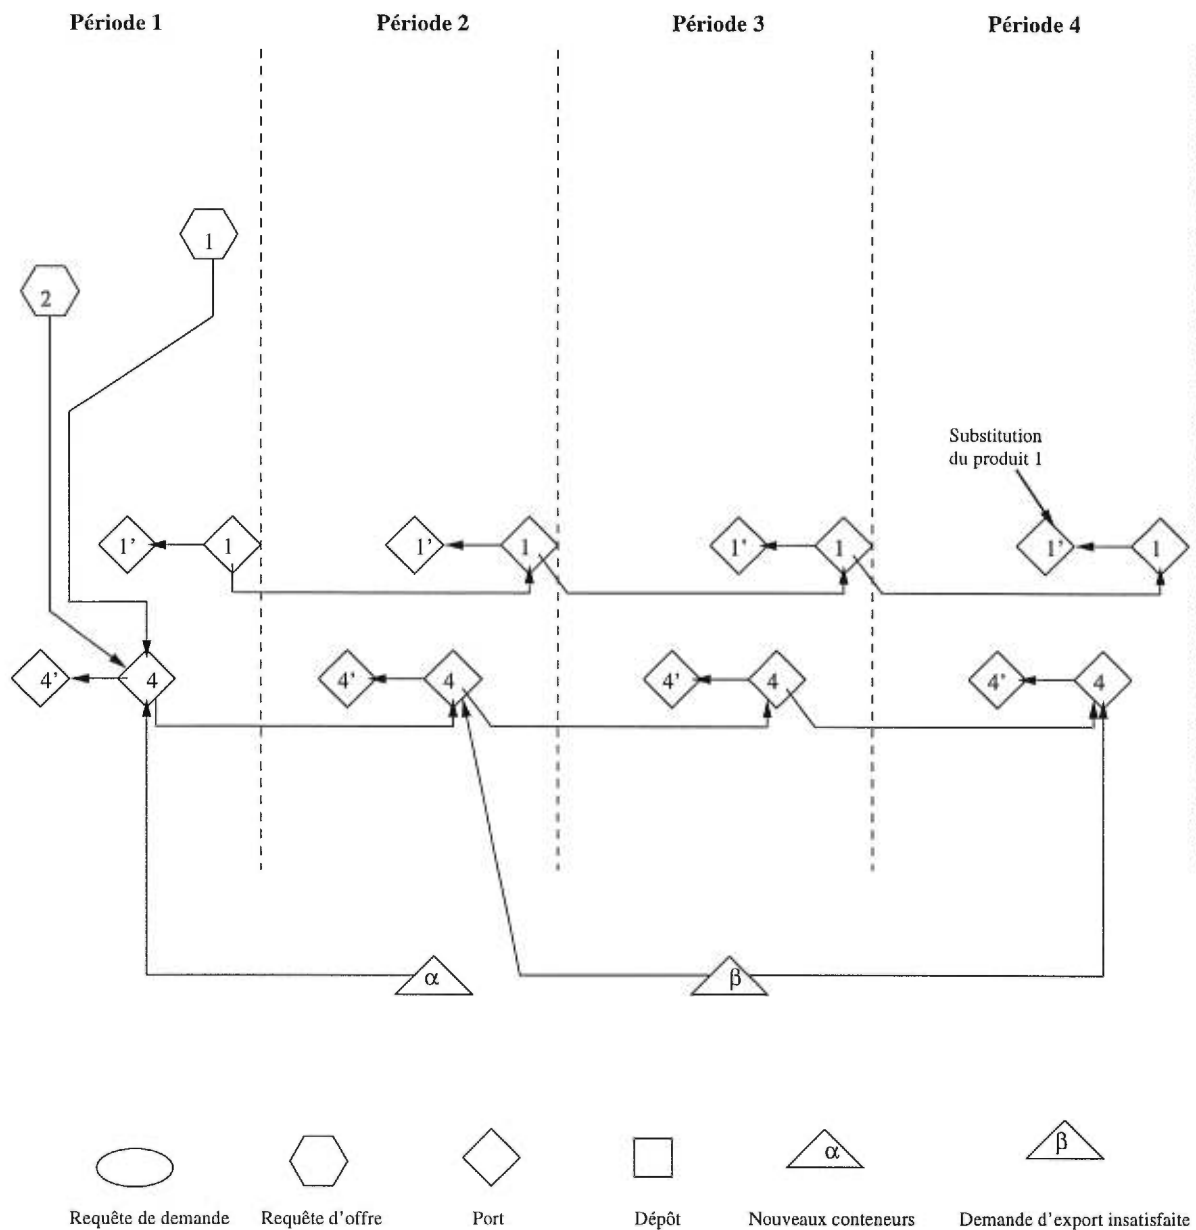 Période 1
Période 2
Période 3
Période 4
1
2
Substitution
du produit 1
1'
1
1'
1
1'
1
1'
1
4'
4
4'
4
4'
4
4'
4
α
β
α
β
Requête de demande
Requête d'offre
Port
Dépôt
Nouveaux conteneurs
Demande d'export insatisfaite